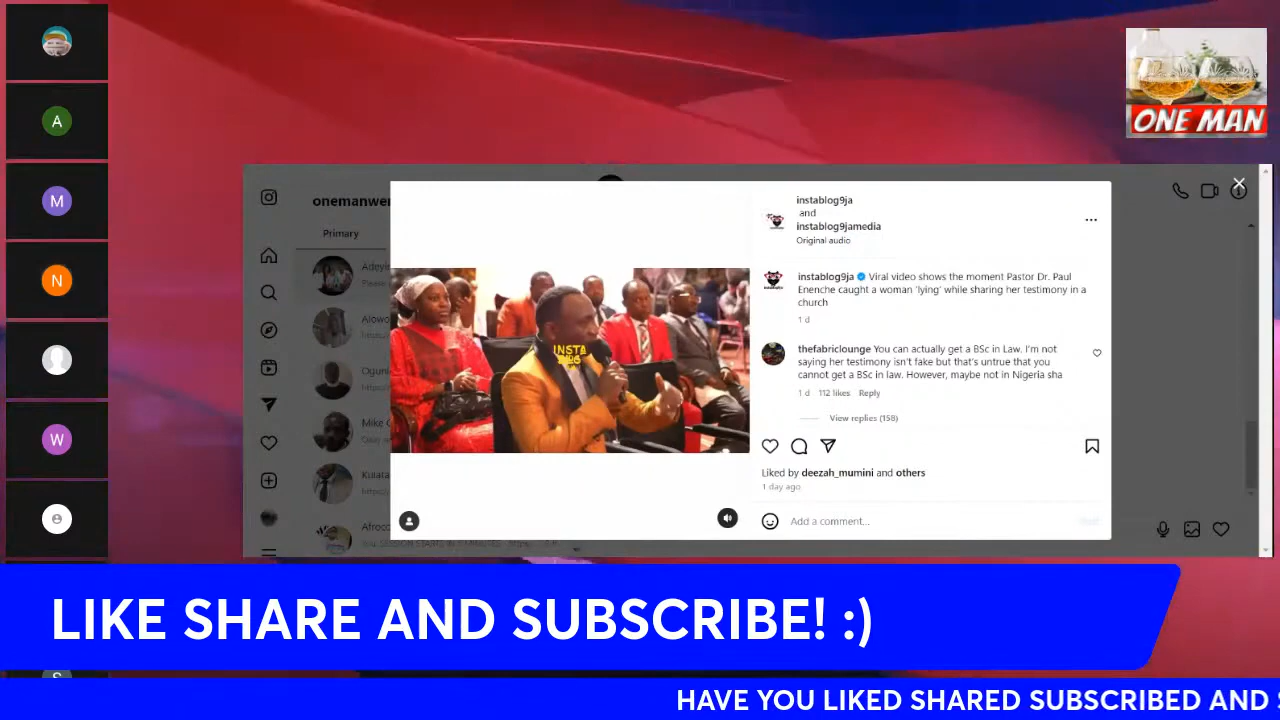 A
M
N
W
ONE MAN
onemanwe
Primary
INSTA
BLOG
instablog9ja
and
instablog9jamedia
Original audio
instablog9ja Viral video shows the moment Pastor Dr. Paul
Enenche caught a woman 'lying' while sharing her testimony in a
church
1 d
thefabriclounge You can actually get a BSc in Law. I'm not
saying her testimony isn't fake but that's untrue that you
cannot get a BSc in law. However, maybe not in Nigeria sha
1 d 112 likes Reply
View replies (158)
Liked by deezah_mumini and others
1 day ago
Add a comment...
LIKE SHARE AND SUBSCRIBE! :)
HAVE YOU LIKED SHARED SUBSCRIBED AND